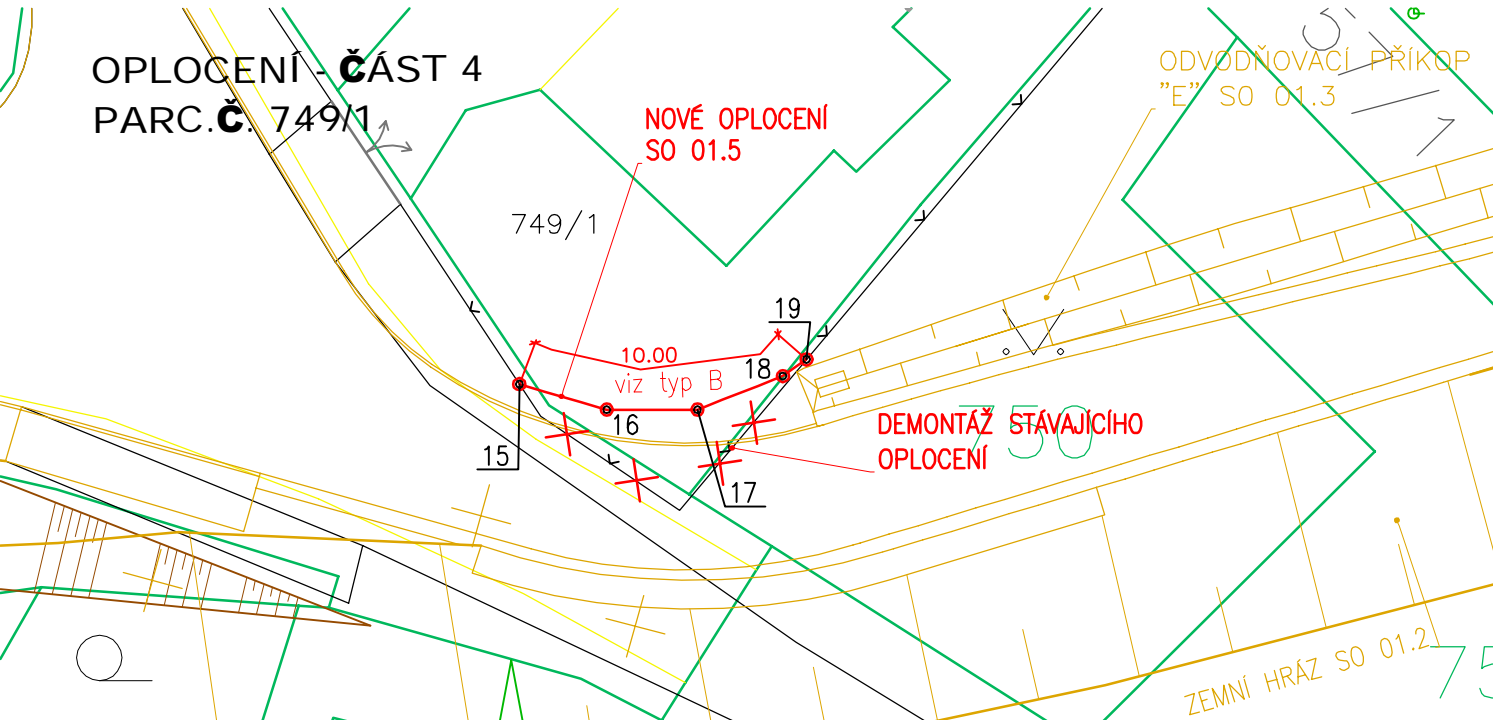 OPLOCENÍ - ČÁST 4
PARC.Č. 749/1
ODVODŇOVACÍ PŘÍKOP
"E" SO 01.3
NOVÉ OPLOCENÍ
SO 01.5
749/1
19
10.00
viz typ B
18
16
15
17
DEMONTÁŽ STÁVAJÍCÍHO
OPLOCENÍ
750
ZEMNÍ HRÁZ SO 01.2